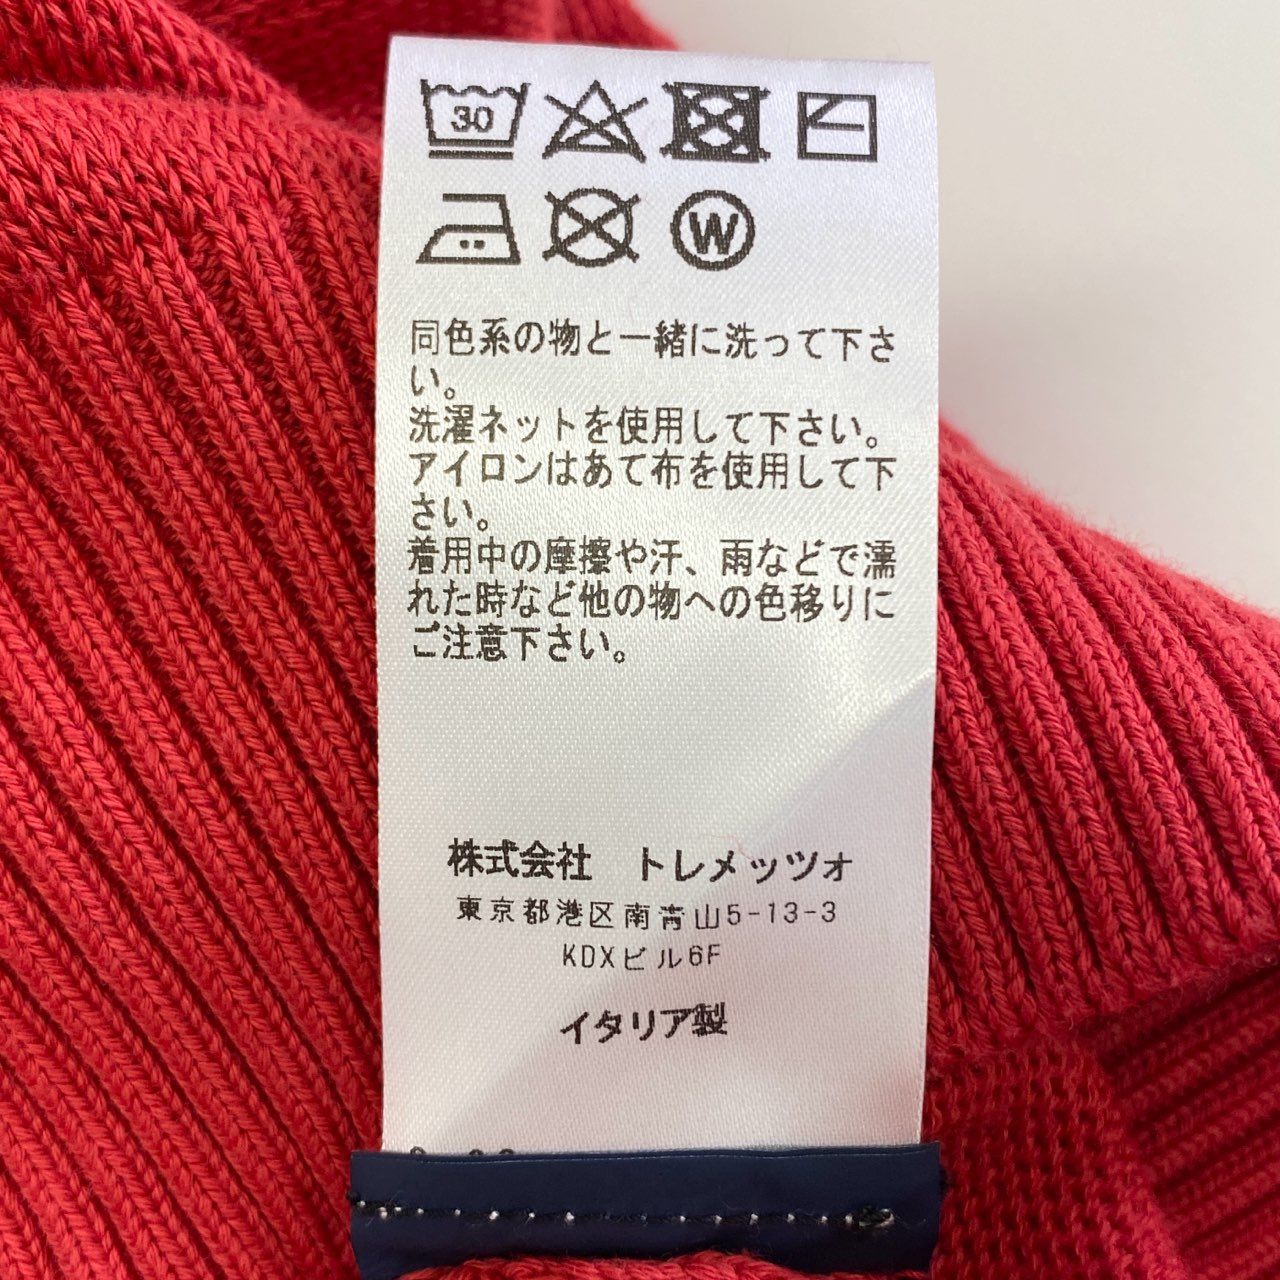 30
W
同色系の物と一緒に洗って下さ
い。
洗濯ネットを使用して下さい。
アイロンはあて布を使用して下
さい。
着用中の摩擦や汗、雨などで濡
れた時など他の物への色移りに
ご注意下さい。
株式会社 トレメッツォ
東京都港区南青山5-13-3
KDXビル6F
イタリア製